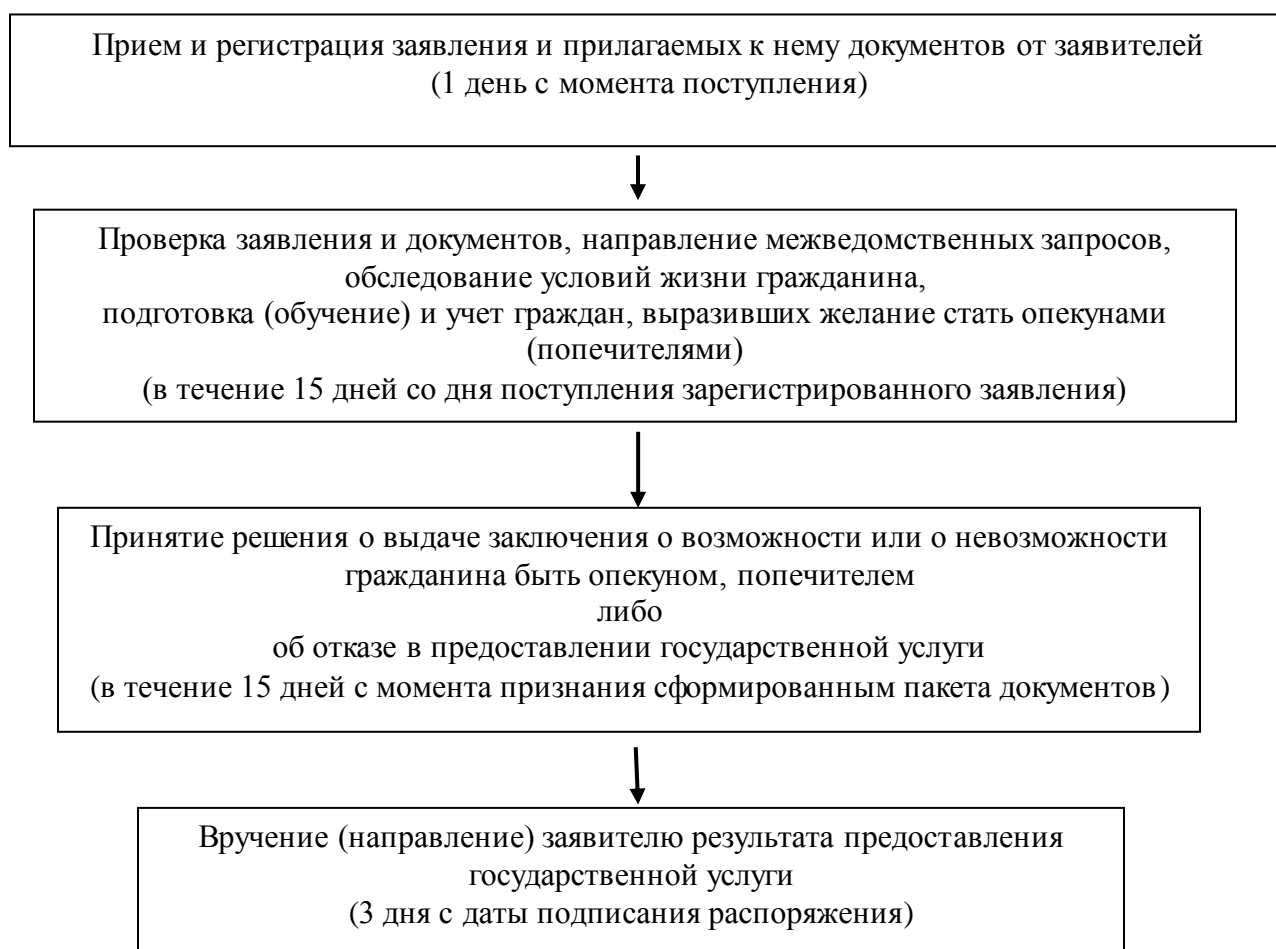 Прием и регистрация заявления и прилагаемых к нему документов от заявителей
(1 день с момента поступления)
Проверка заявления и документов, направление межведомственных запросов,
обследование условий жизни гражданина,
подготовка (обучение) и учет граждан, выразивших желание стать опекунами
(попечителями)
(в течение 15 дней со дня поступления зарегистрированного заявления)
Принятие решения о выдаче заключения о возможности или о невозможности
гражданина быть опекуном, попечителем
либо
об отказе в предоставлении государственной услуги
(в течение 15 дней с момента признания сформированным пакета документов)
Вручение (направление) заявителю результата предоставления
государственной услуги
(3 дня с даты подписания распоряжения)